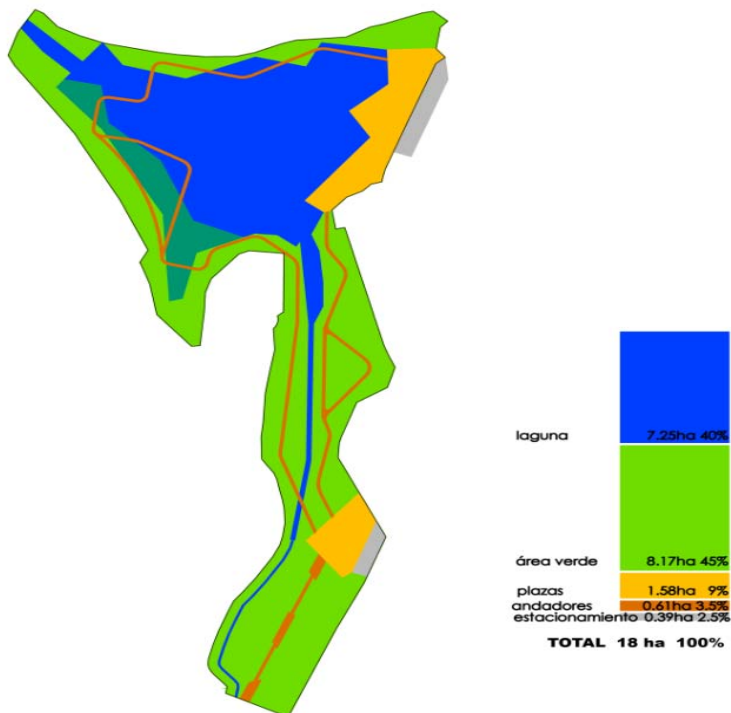 laguna 7.25ha 40%
área verde 8.17ha 45%
plazas 1.58ha 9%
andadores 0.61ha 3.5%
estacionamiento 0.39ha 2.5%
TOTAL 18 ha 100%